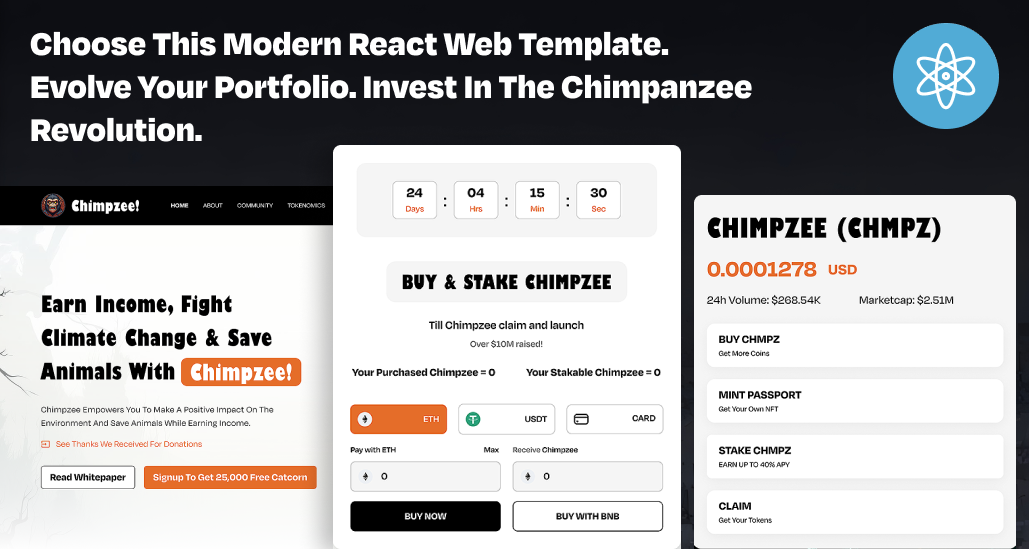 Choose This Modern React Web Template.
Evolve Your Portfolio. Invest In The Chimpanzee
Revolution.
Chimpzee! HOME ABOUT COMMUNITY TOKENOMICS
Earn Income, Fight
Climate Change & Save
Animals With Chimpzee!
Chimpzee Empowers You To Make A Positive Impact On The
Environment And Save Animals While Earning Income.
See Thanks We Received For Donations
Read Whitepaper Signup To Get 25,000 Free Catcorn
24 : 04 : 15 : 30
Days Hrs Min Sec
BUY & STAKE CHIMPZEE
Till Chimpzee claim and launch
Over $10M raised!
Your Purchased Chimpzee = 0 Your Stakable Chimpzee = 0
ETH USDT CARD
Pay with ETH Max Receive Chimpzee
0 0
BUY NOW BUY WITH BNB
CHIMPZEE (CHMPZ)
0.0001278 USD
24h Volume: $268.54K Marketcap: $2.51M
BUY CHMPZ
Get More Coins
MINT PASSPORT
Get Your Own NFT
STAKE CHMPZ
EARN UP TO 40% APY
CLAIM
Get Your Tokens